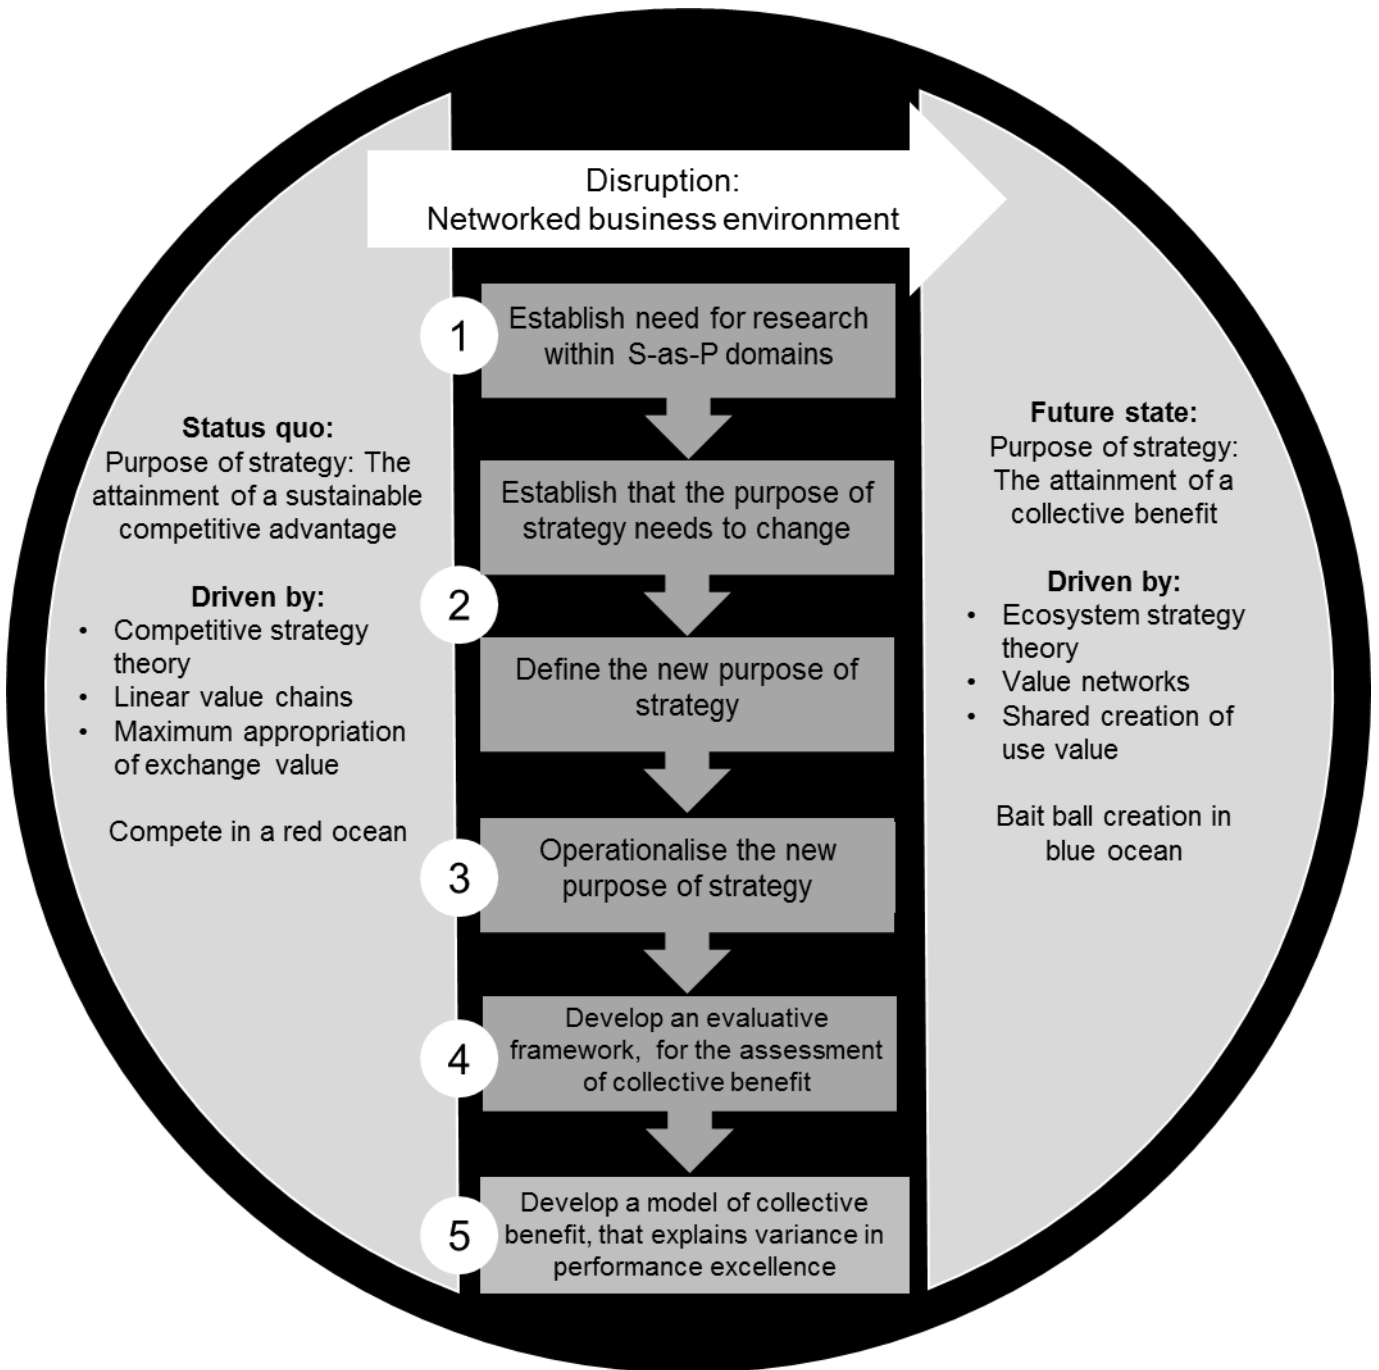 Disruption:
Networked business environment
Status quo:
Purpose of strategy: The
attainment of a sustainable
competitive advantage
Driven by:
• Competitive strategy
theory
• Linear value chains
• Maximum appropriation
of exchange value
Compete in a red ocean
1
Establish need for research
within S-as-P domains
Establish that the purpose of
strategy needs to change
2
Define the new purpose of
strategy
3
Operationalise the new
purpose of strategy
4
Develop an evaluative
framework, for the assessment
of collective benefit
5
Develop a model of collective
benefit, that explains variance in
performance excellence
Future state:
Purpose of strategy:
The attainment of a
collective benefit
Driven by:
• Ecosystem strategy
theory
• Value networks
• Shared creation of
use value
Bait ball creation in
blue ocean